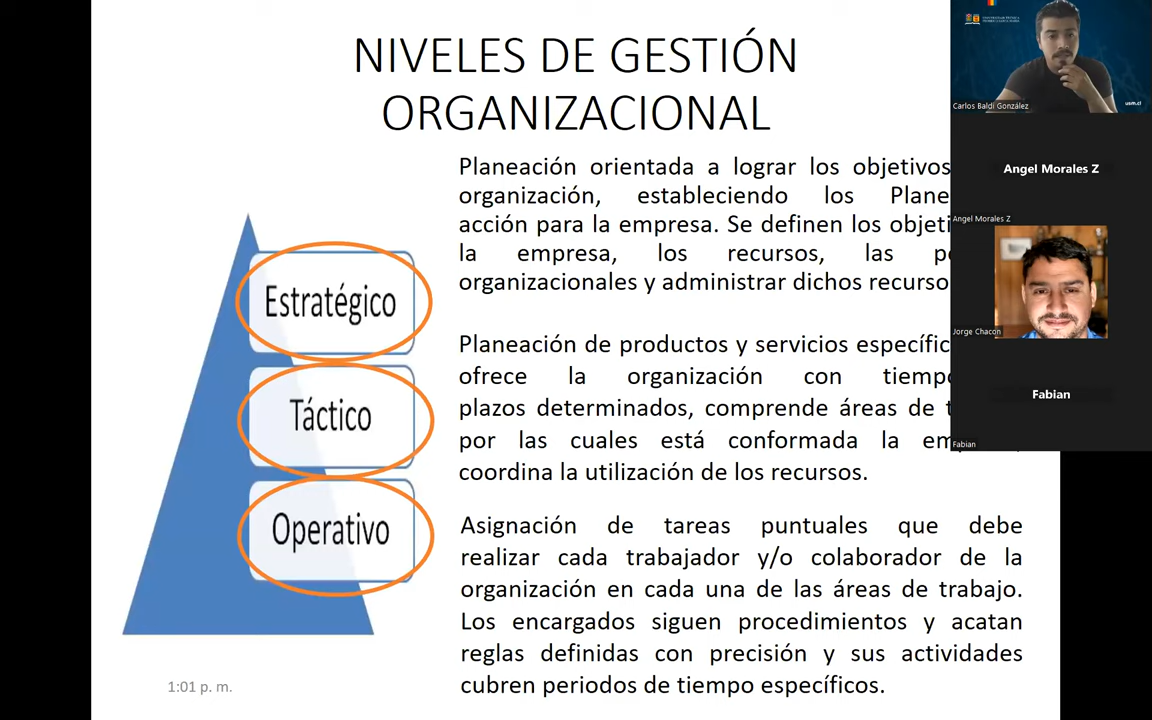 NIVELES DE GESTIÓN
ORGANIZACIONAL
Planeación orientada a lograr los objetivos
organización, estableciendo los
acción para la empresa. Se definen los
la empresa, los recursos, las
organizacionales y administrar dichos
Estratégico
Planeación de productos y servicios
ofrece la organización con
plazos determinados, comprende áreas de
por las cuales está conformada la
coordina la utilización de los recursos.
Táctico
Asignación de tareas puntuales que debe
realizar cada trabajador y/o colaborador de la
organización en cada una de las áreas de trabajo.
Los encargados siguen procedimientos y acatan
reglas definidas con precisión y sus actividades
cubren periodos de tiempo específicos.
Operativo
1:01 p. m.
usm.cl
Carlos Baldi González
Angel Morales Z
Angel Morales Z
Jorge Chacon
Fabian
Fabian